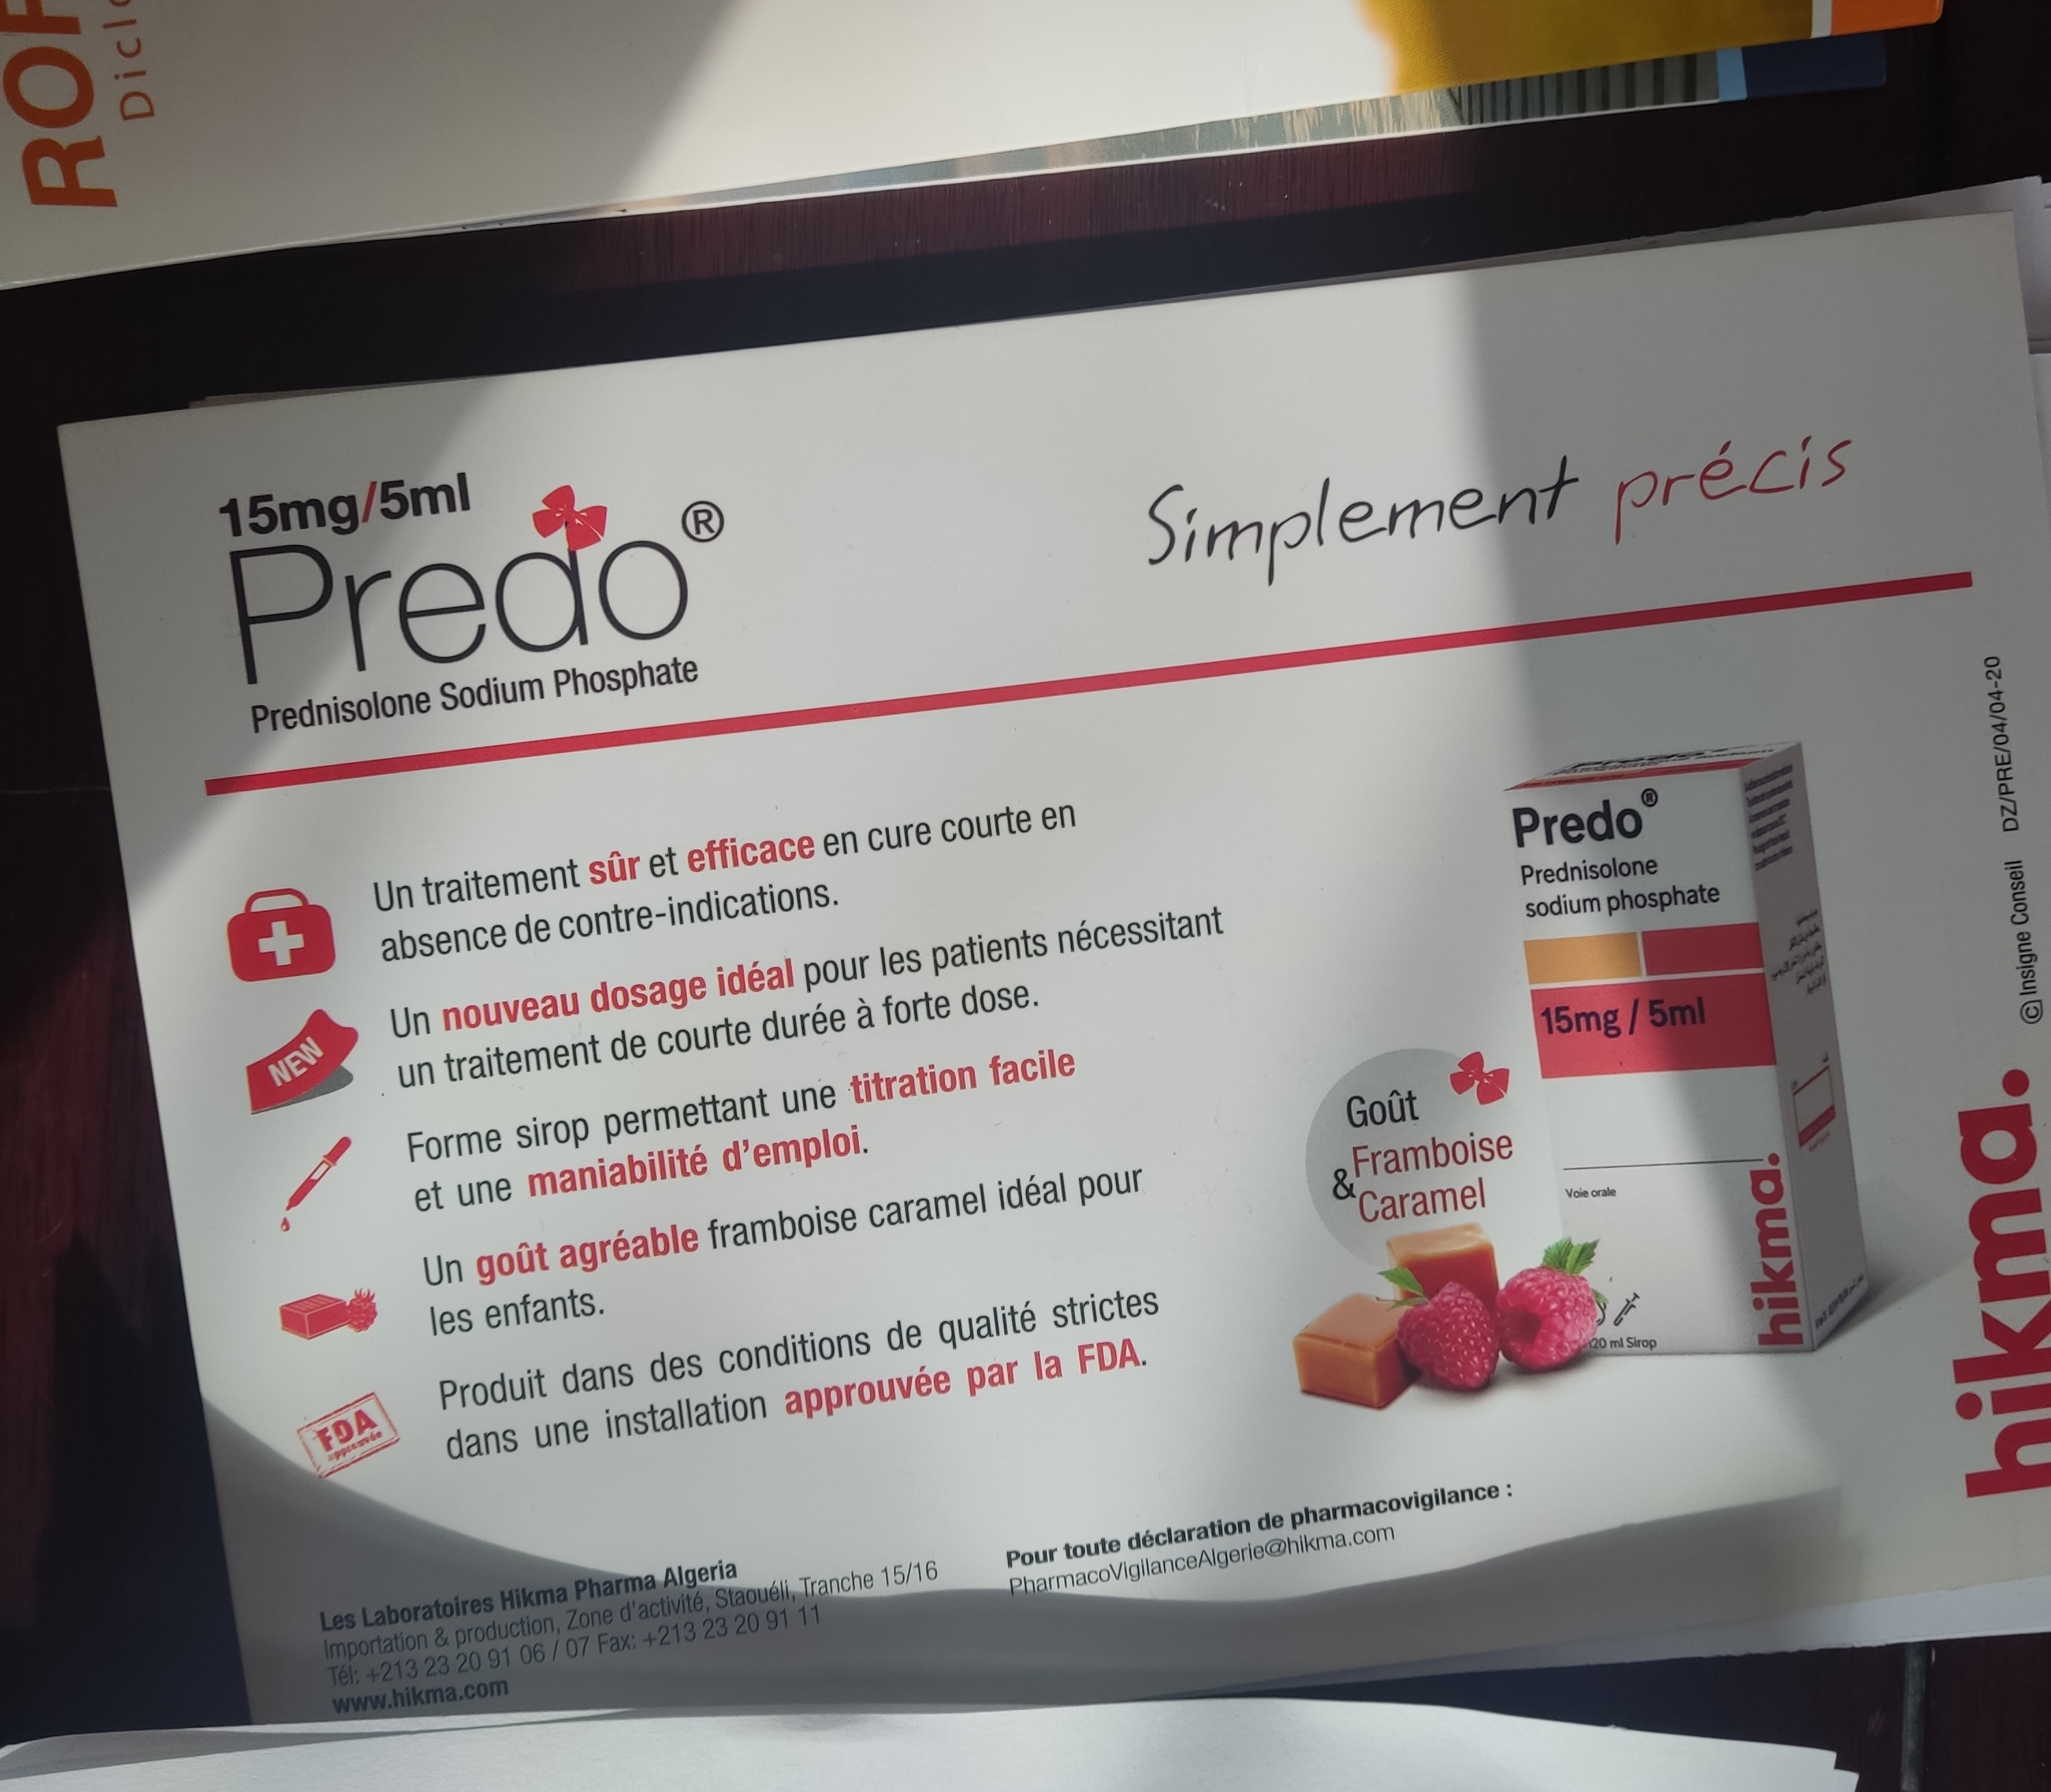 ROF
Diclo
15mg/5ml
Predo®
Prednisolone Sodium Phosphate
Simplement précis
Un traitement sûr et efficace en cure courte en
absence de contre-indications.
NEW
Un nouveau dosage idéal pour les patients nécessitant
un traitement de courte durée à forte dose.
Forme sirop permettant une titration facile
et une maniabilité d'emploi.
Un goût agréable framboise caramel idéal pour
les enfants.
FDA
approuvée
Produit dans des conditions de qualité strictes
dans une installation approuvée par la FDA.
Goût
Framboise
& Caramel
Predo®
Prednisolone
sodium phosphate
15mg / 5ml
Voie orale
20 ml Sirop
hikma.
Les Laboratoires Hikma Pharma Algeria
Importation & production, Zone d'activité, Staouéli, Tranche 15/16
Tél: +213 23 20 91 06 / 07 Fax: +213 23 20 91 11
www.hikma.com
Pour toute déclaration de pharmacovigilance :
PharmacoVigilanceAlgerie@hikma.com
hikma.
© Insigne Conseil DZ/PRE/04/04-20